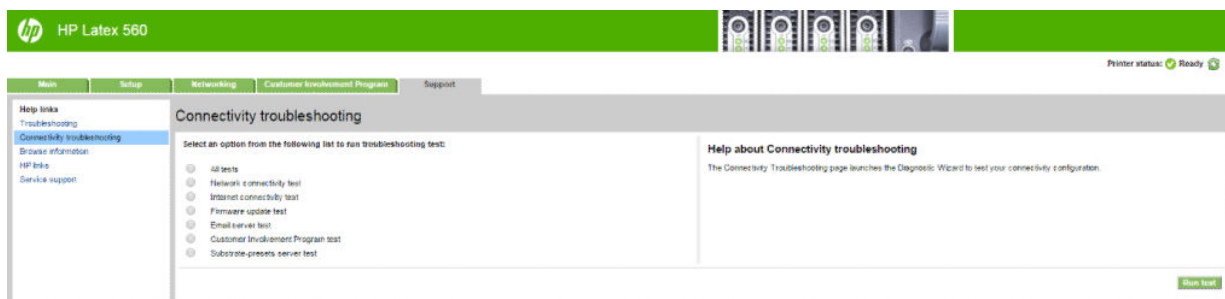 hp HP Latex 560
Printer status: Ready
Main Setup Networking Customer Involvement Program Support
Help links
Troubleshooting
Connectivity troubleshooting
Browse information
HP links
Service support
Connectivity troubleshooting
Select an option from the following list to run troubleshooting test:
All tests
Network connectivity test
Internet connectivity test
Firmware update test
Email server test
Customer Involvement Program test
Substrate-presets server test
Help about Connectivity troubleshooting
The Connectivity Troubleshooting page launches the Diagnostic Wizard to test your connectivity configuration.
Run test